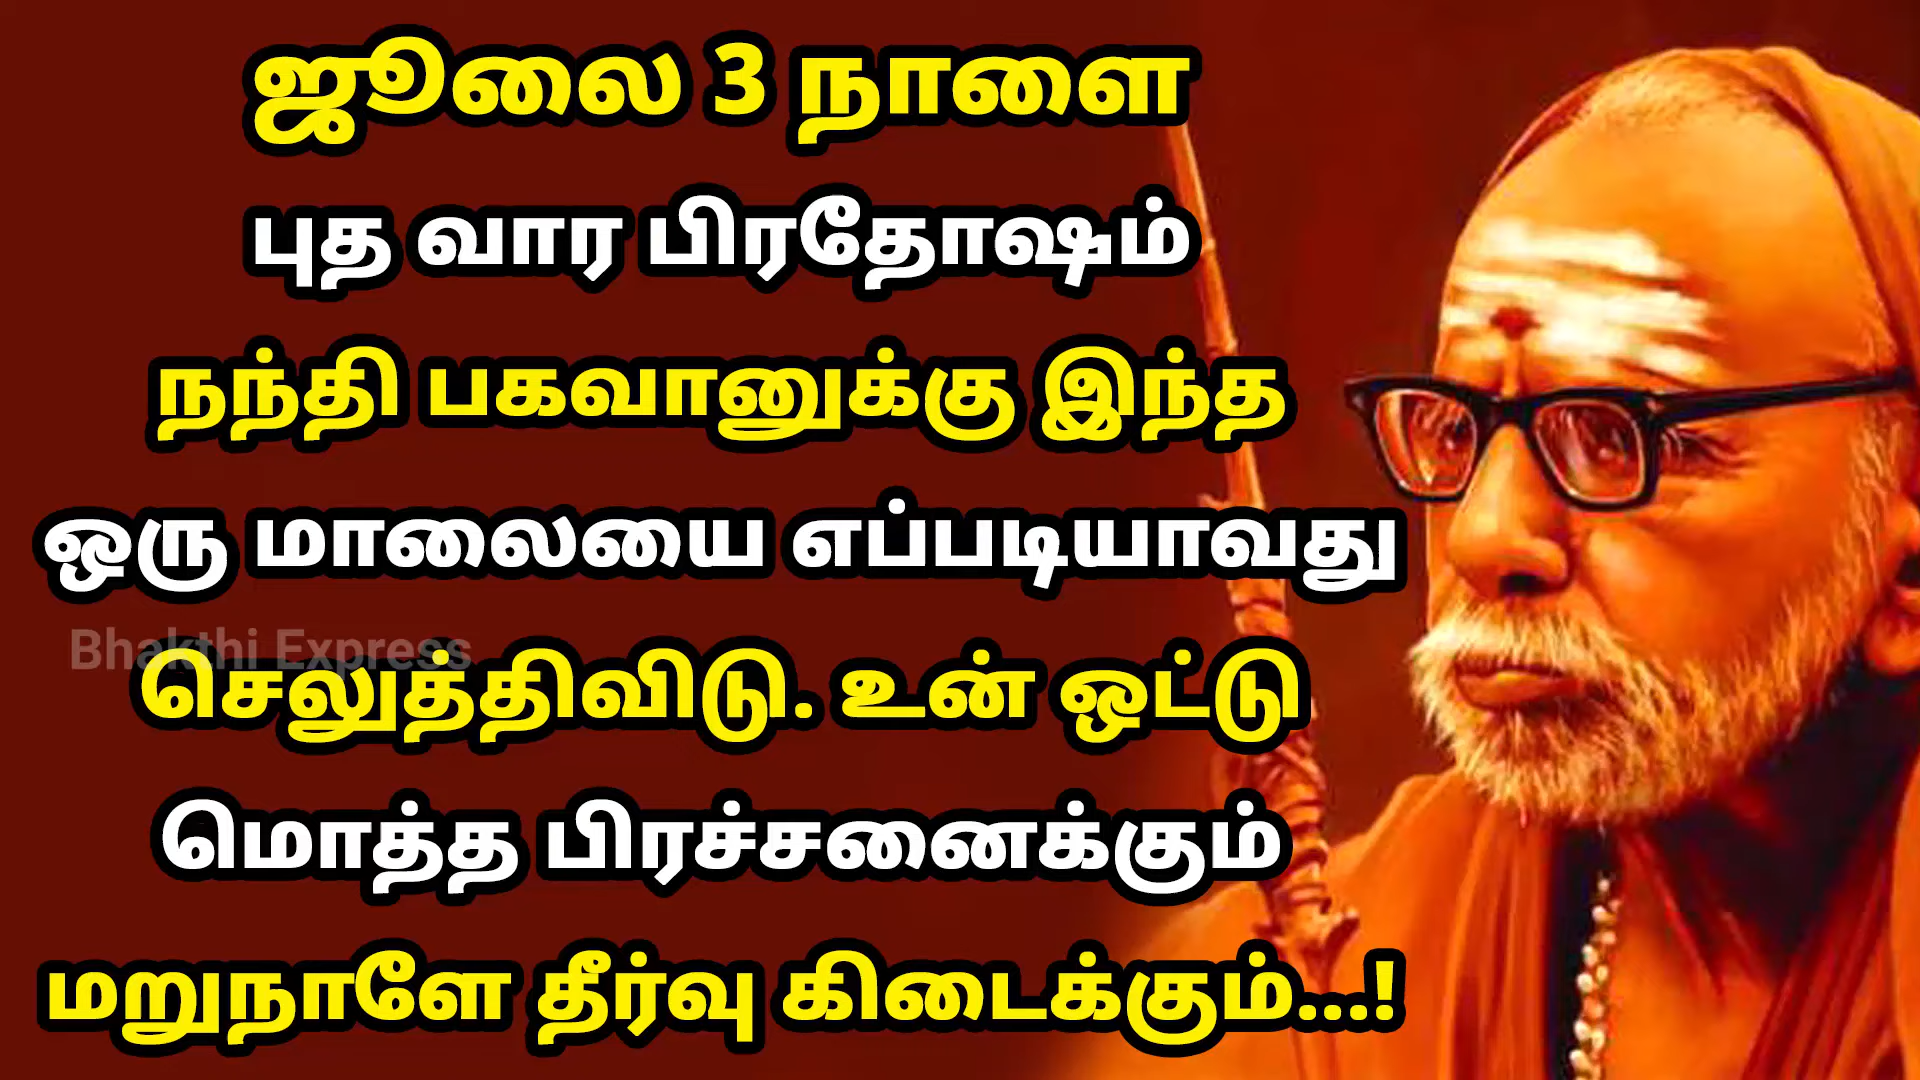 ஜூலை 3 நாளை
புத வார பிரதோஷம்
நந்தி பகவானுக்கு இந்த
ஒரு மாலையை எப்படியாவது
Bhakthi Express
செலுத்திவிடு. உன் ஒட்டு
மொத்த பிரச்சனைக்கும்
மறுநாளே தீர்வு கிடைக்கும்...!